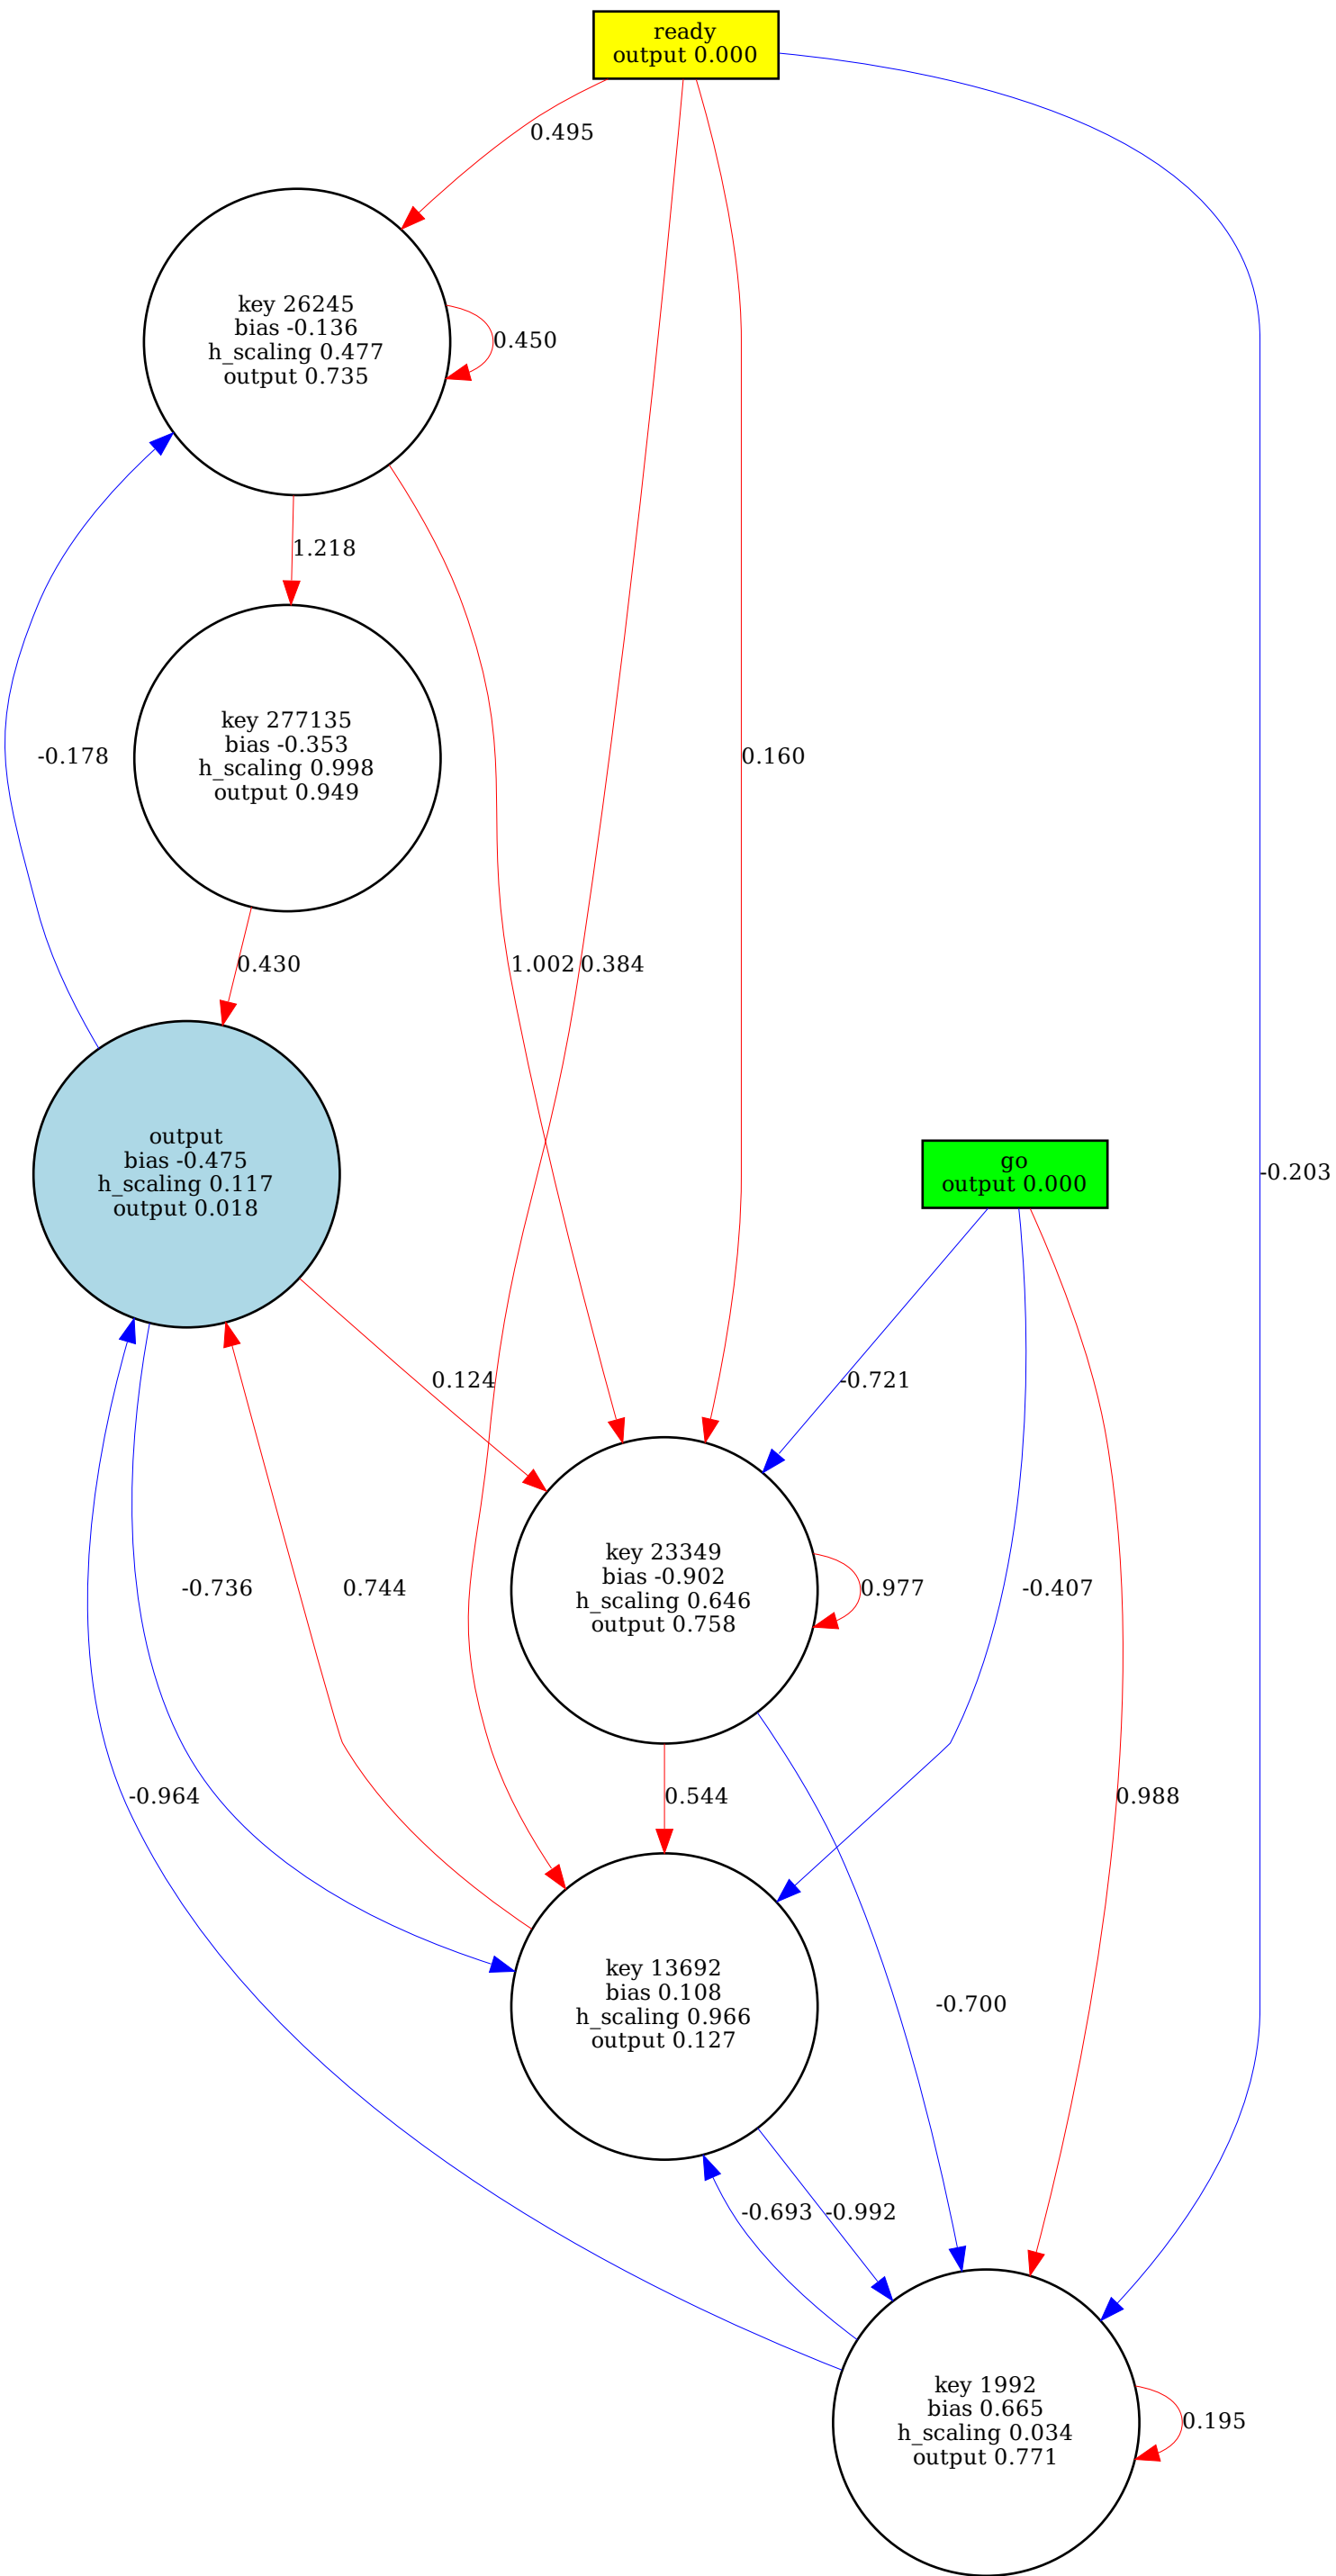 ready
output 0.000
0.495
key 26245
bias -0.136
h_scaling 0.477
output 0.735
0.450
1.218
key 277135
bias -0.353
h_scaling 0.998
output 0.949
-0.178
0.160
0.430
1.002
0.384
output
bias -0.475
h_scaling 0.117
output 0.018
go
output 0.000
-0.203
0.124
-0.721
key 23349
bias -0.902
h_scaling 0.646
output 0.758
0.977
-0.736
0.744
-0.407
-0.964
0.544
0.988
key 13692
bias 0.108
h_scaling 0.966
output 0.127
-0.700
-0.693
-0.992
key 1992
bias 0.665
h_scaling 0.034
output 0.771
0.195